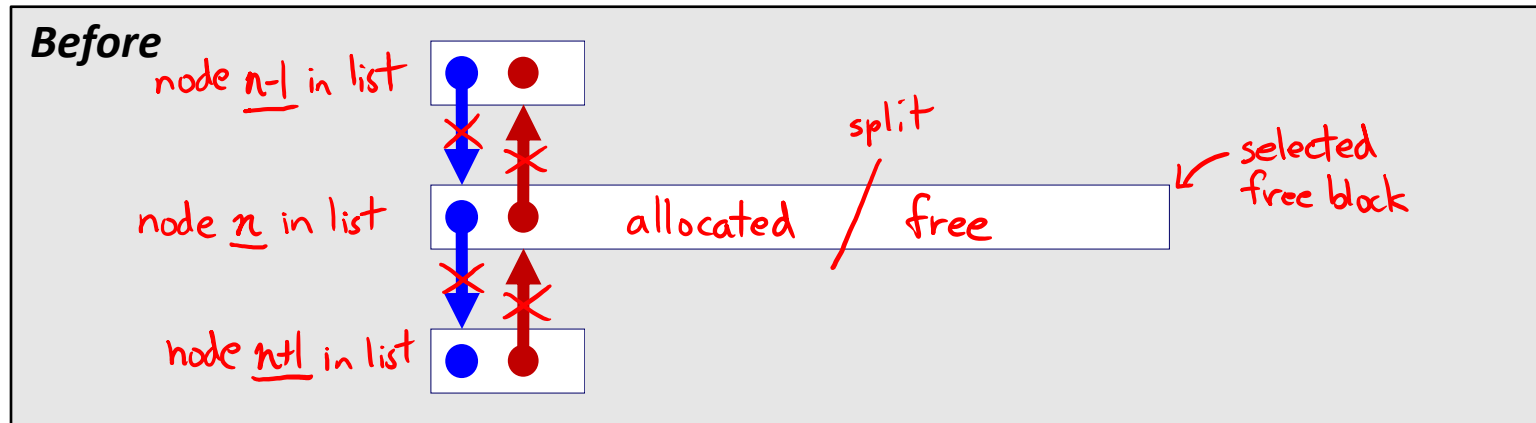 Before
node n-1 in list
split
selected
free block
node n in list
allocated
free
node n+1 in list